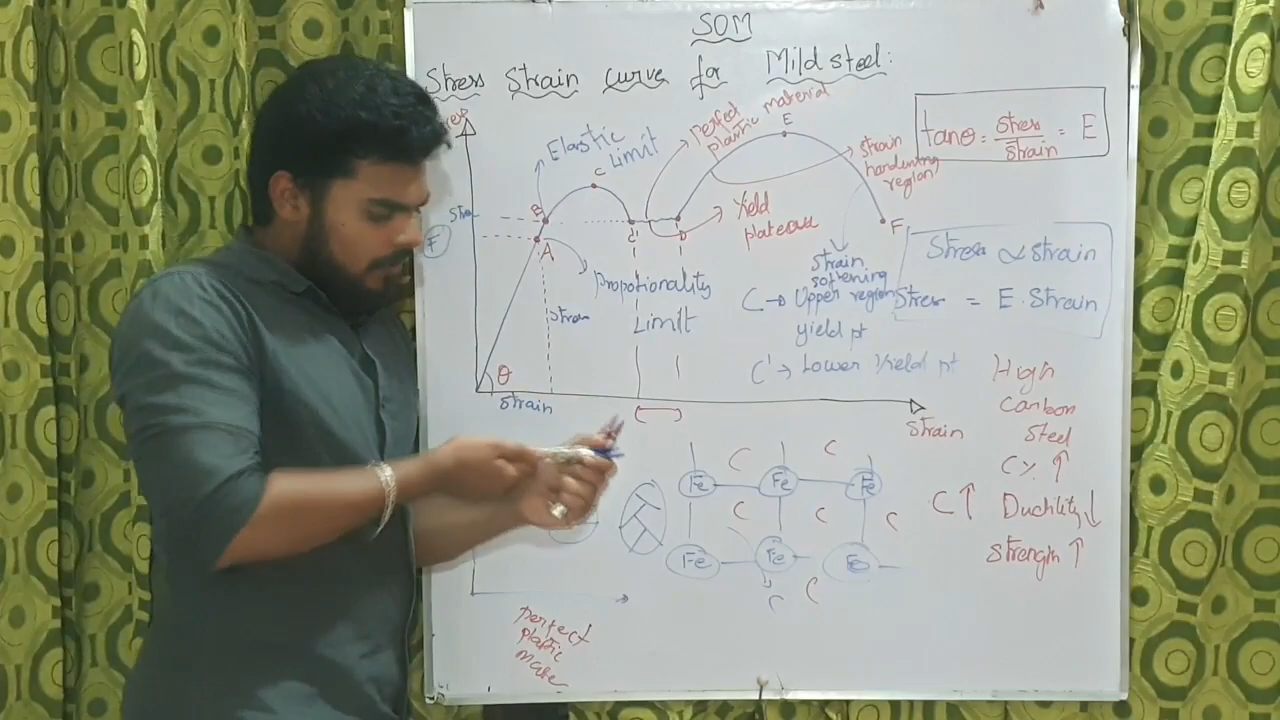 SOM
Stress Strain curve for Mild steel:
Elastic
Limit
perfect
plastic material
E
strain
hardening
region
tanθ = stress/strain = E
C
B
A
C'
D
F
Yield
plateau
Propotionality
Limit
strain
softening
region
C → Upper
yield pt
C' → Lower Yield pt
Stress ∝ strain
Stress = E. Strain
θ
strain
Strain
High
Carbon
Steel
C% ↑
C ↑ Ductility ↓
strength ↑
C C
Fe Fe Fe
C C C
Fe Fe
C C
perfect
plastic